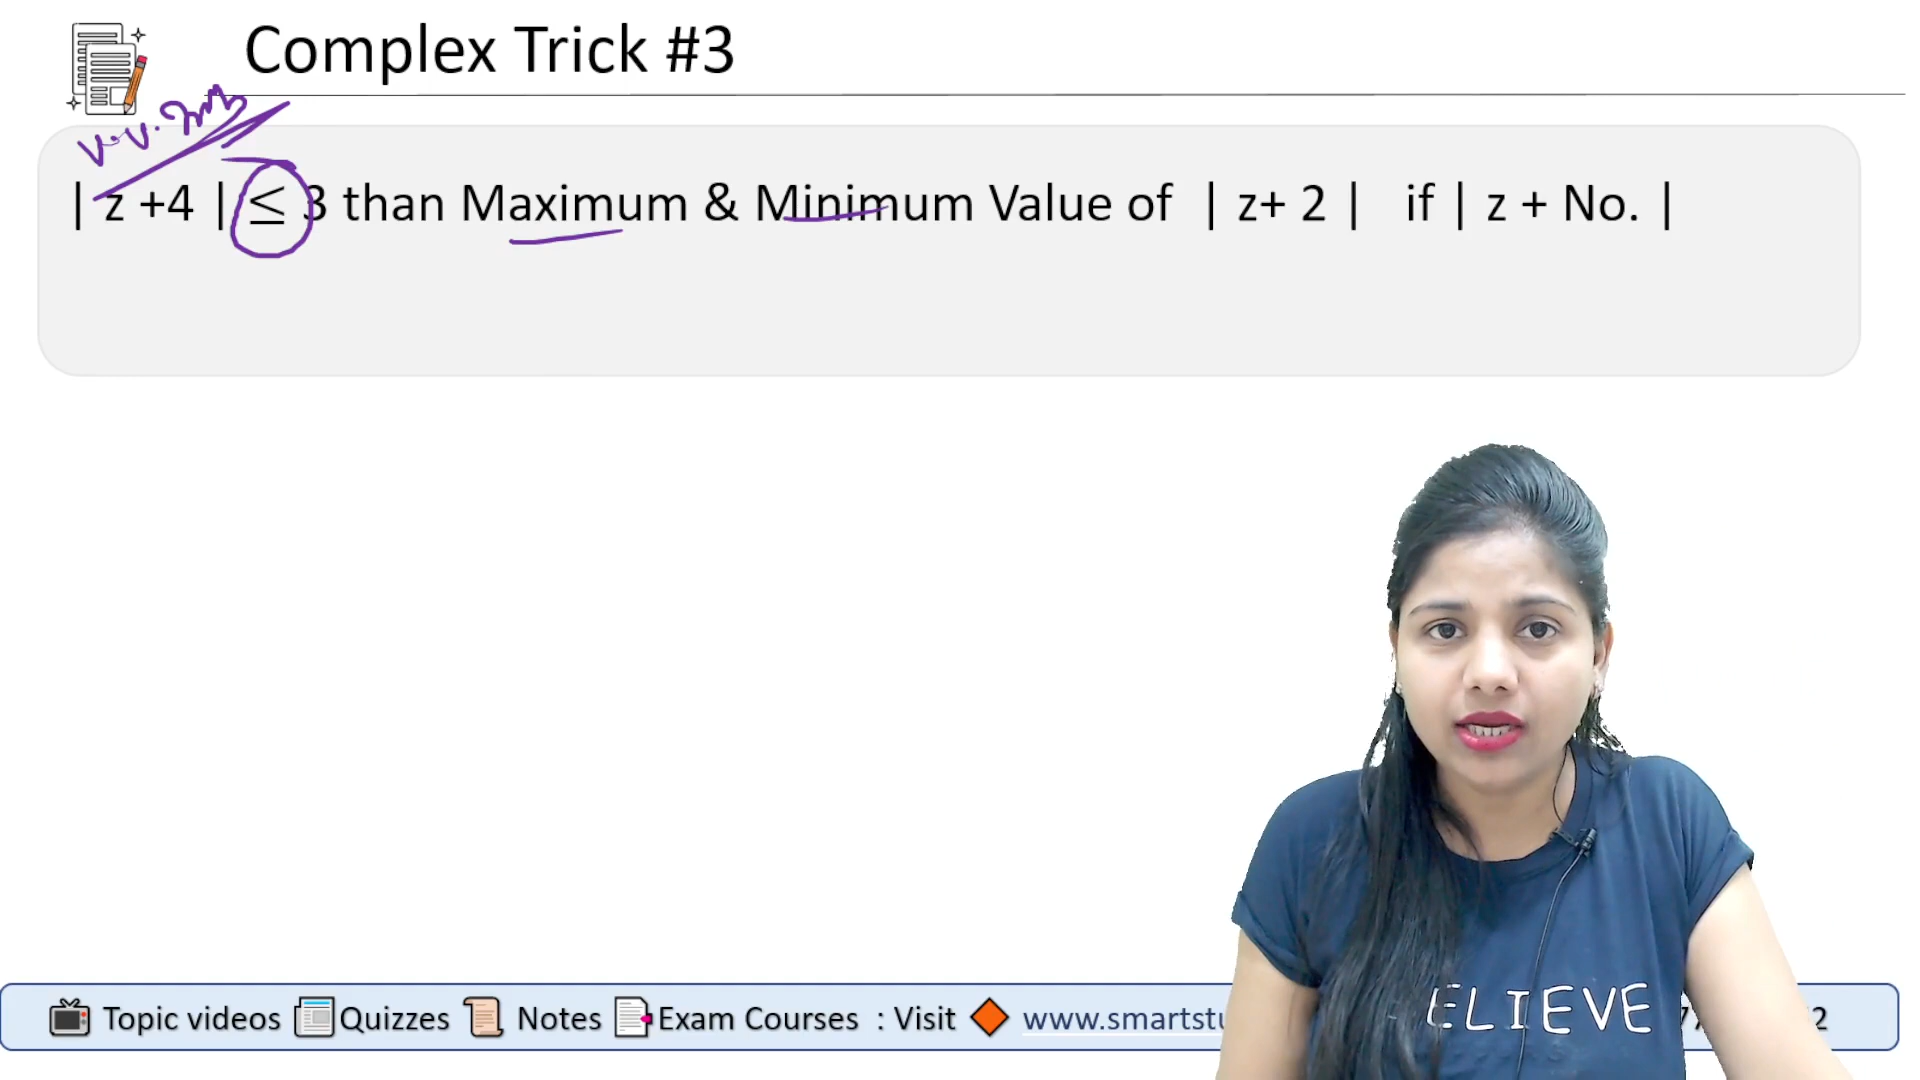 Complex Trick #3
v.v. Imp
| z +4 | ≤ 3 than Maximum & Minimum Value of | z+ 2 | if | z + No. |
Topic videos Quizzes Notes Exam Courses : Visit www.smartstu
ELIEVE